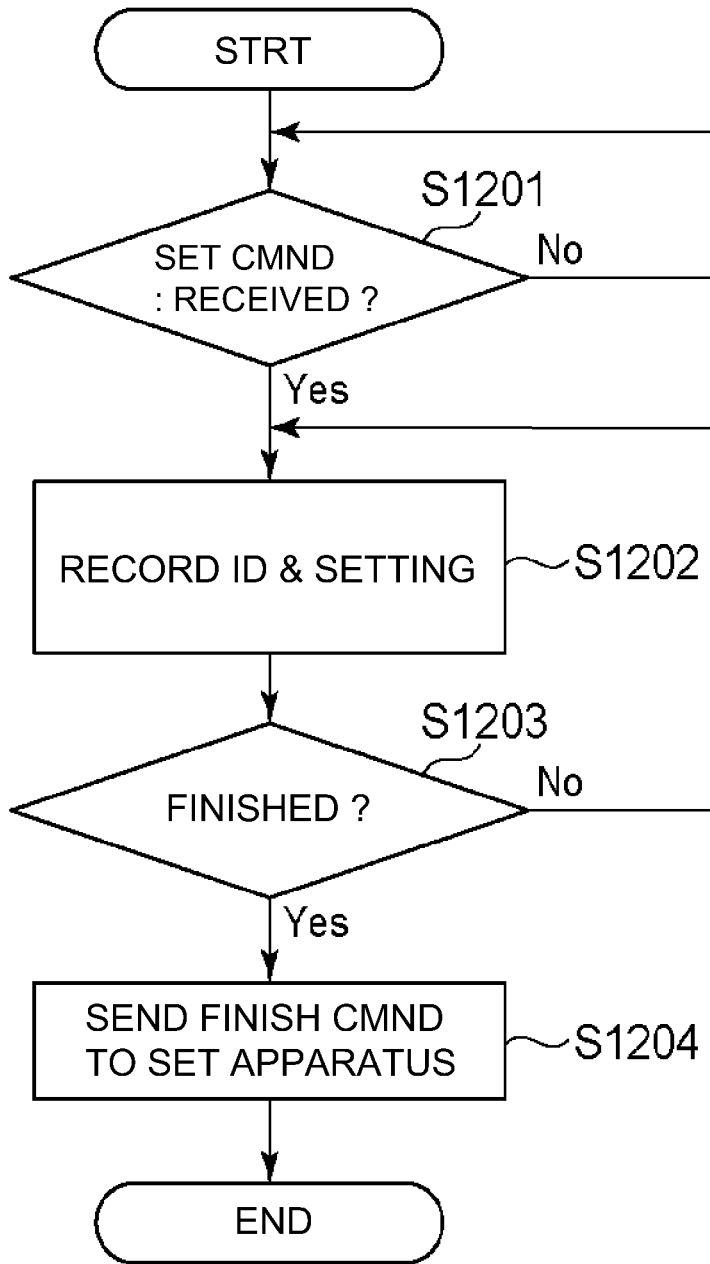 STRT
S1201
SET CMND
: RECEIVED ?
No
Yes
RECORD ID & SETTING
S1202
S1203
FINISHED ?
No
Yes
SEND FINISH CMND
TO SET APPARATUS
S1204
END